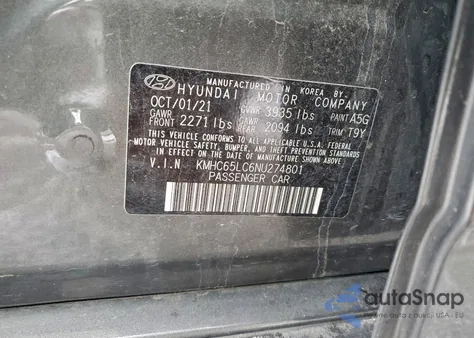 MANUFACTURED IN KOREA BY
HYUNDAI MOTOR COMPANY
OCT/01/21 GVWR 3935 lbs PAINT A5G
GAWR FRONT 2271 lbs GAWR REAR 2094 lbs TRIM T9Y
THIS VEHICLE CONFORMS TO ALL APPLICABLE U.S. FEDERAL
MOTOR VEHICLE SAFETY, BUMPER, AND THEFT PREVENTION STANDARDS
IN EFFECT ON THE DATE OF MANUFACTURE SHOWN ABOVE.
V.I.N. KMHC65LC6NU274801
PASSENGER CAR
autoSnap
USA - EU